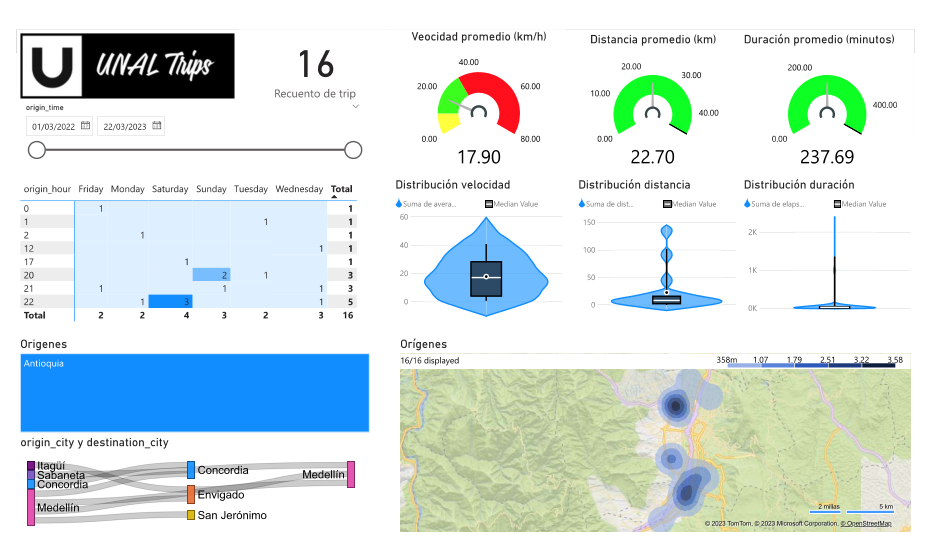 UNAL Trips
16
Recuento de trip
origin_time
01/03/2022 22/03/2023
Veocidad promedio (km/h)
0.00 20.00 40.00 60.00 80.00
17.90
Distancia promedio (km)
0.00 10.00 20.00 30.00 40.00
22.70
Duración promedio (minutos)
0.00 200.00 400.00
237.69
origin_hour Friday Monday Saturday Sunday Tuesday Wednesday Total
0 1 1
1 1 1
2 1 1
12 1 1
17 1 1
20 2 1 3
21 1 1 1 3
22 1 3 1 5
Total 2 2 4 3 2 3 16
Distribución velocidad
Suma de avera... Median Value
60
40
20
0
Distribución distancia
Suma de dist... Median Value
150
100
50
0
Distribución duración
Suma de elaps... Median Value
2K
1K
0K
Origenes
Antioquia
origin_city y destination_city
Itagüí
Sabaneta
Concordia
Medellín
Concordia
Envigado
San Jerónimo
Medellín
Orígenes
16/16 displayed
358m 1.07 1.79 2.51 3.22 3.58
2 millas 5 km
© 2023 TomTom, © 2023 Microsoft Corporation, © OpenStreetMap